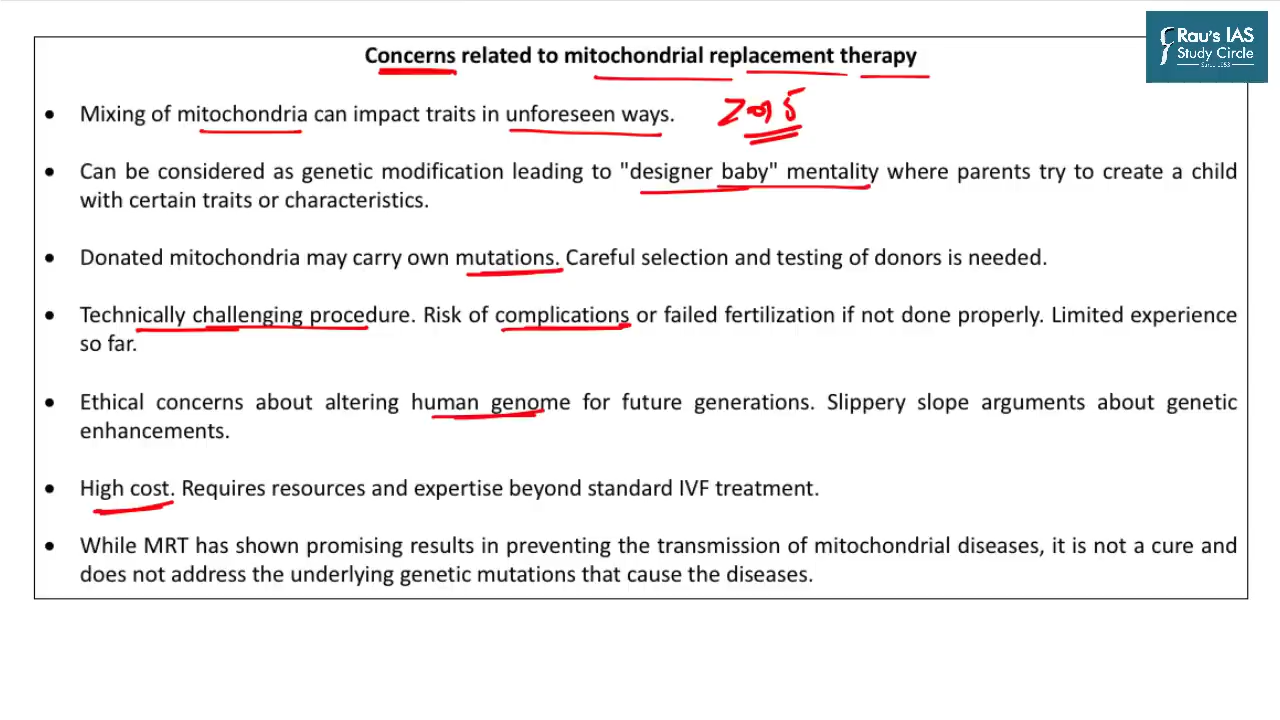 Rau's IAS
Study Circle
Concerns related to mitochondrial replacement therapy
• Mixing of mitochondria can impact traits in unforeseen ways.
• Can be considered as genetic modification leading to "designer baby" mentality where parents try to create a child
with certain traits or characteristics.
• Donated mitochondria may carry own mutations. Careful selection and testing of donors is needed.
• Technically challenging procedure. Risk of complications or failed fertilization if not done properly. Limited experience
so far.
• Ethical concerns about altering human genome for future generations. Slippery slope arguments about genetic
enhancements.
• High cost. Requires resources and expertise beyond standard IVF treatment.
• While MRT has shown promising results in preventing the transmission of mitochondrial diseases, it is not a cure and
does not address the underlying genetic mutations that cause the diseases.